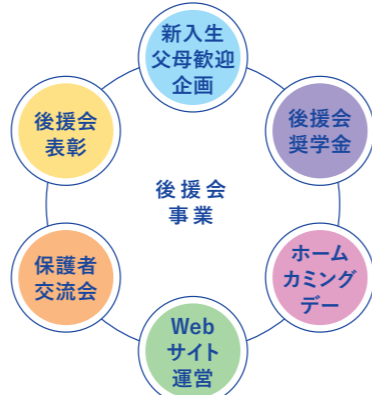 新入生
父母歓迎
企画
後援会
奨学金
ホーム
カミング
デー
Web
サイト
運営
保護者
交流会
後援会
表彰
後援会
事業